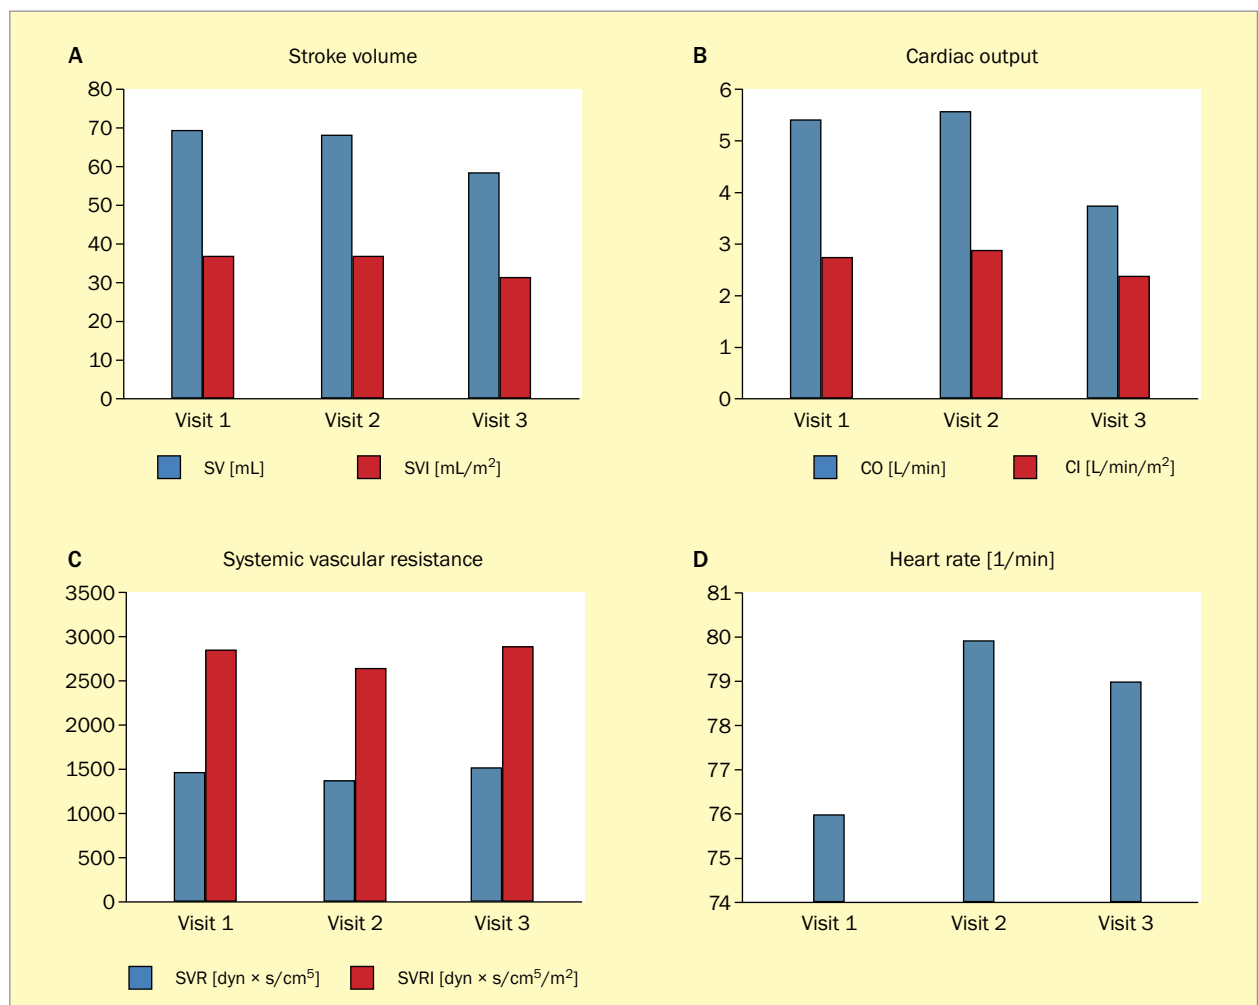 A Stroke volume
80
70
60
50
40
30
20
10
0
Visit 1 Visit 2 Visit 3
SV [mL] SVI [mL/m²]
B Cardiac output
6
5
4
3
2
1
0
Visit 1 Visit 2 Visit 3
CO [L/min] CI [L/min/m²]
C Systemic vascular resistance
3500
3000
2500
2000
1500
1000
500
0
Visit 1 Visit 2 Visit 3
SVR [dyn × s/cm⁵] SVRI [dyn × s/cm⁵/m²]
D Heart rate [1/min]
81
80
79
78
77
76
75
74
Visit 1 Visit 2 Visit 3